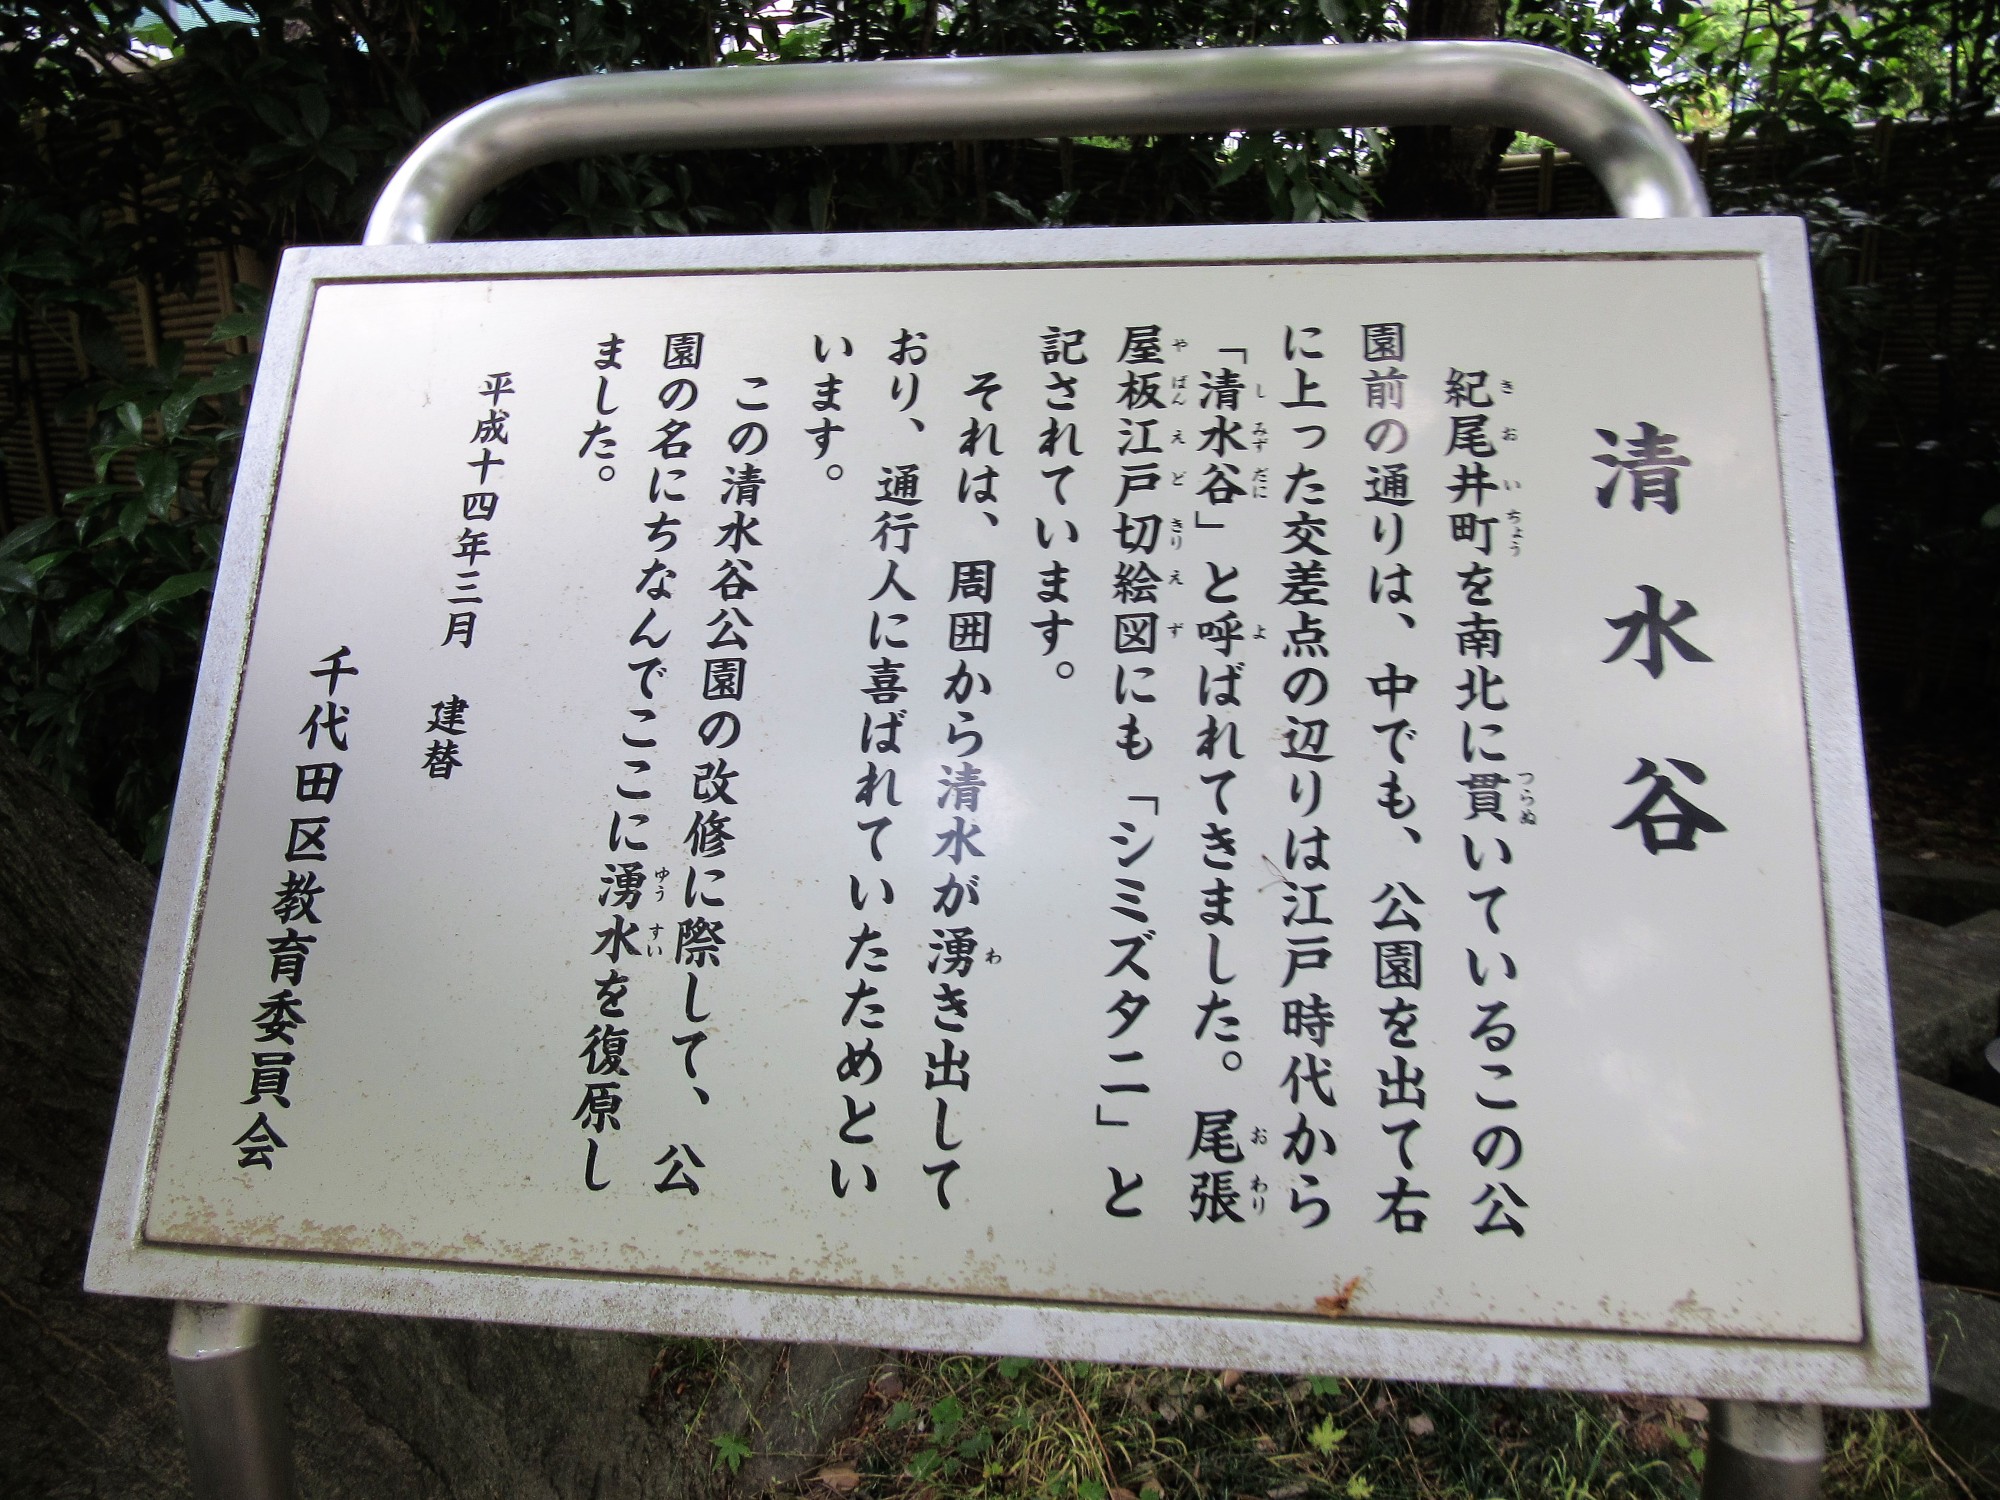 清水谷
紀尾井町を南北に貫いているこの公
園前の通りは、中でも、公園を出て右
に上った交差点の辺りは江戸時代から
「清水谷」と呼ばれてきました。尾張
屋板江戸切絵図にも「シミズタニ」と
記されています。
それは、周囲から清水が湧き出して
おり、通行人に喜ばれていたためとい
います。
この清水谷公園の改修に際して、公
園の名にちなんでここに湧水を復原し
ました。
平成十四年三月 建替
千代田区教育委員会